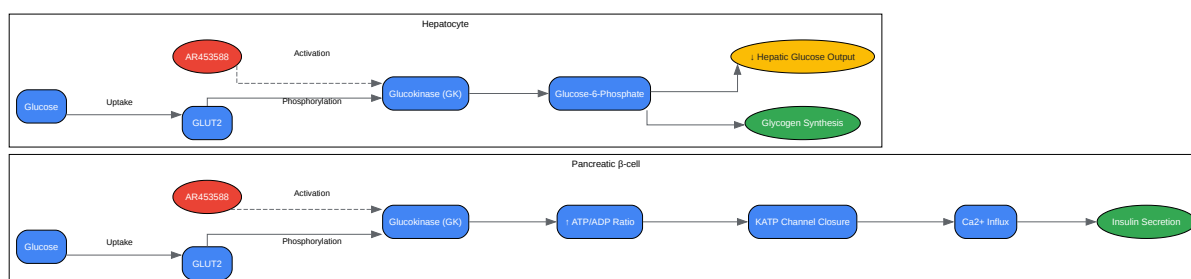 Hepatocyte
AR453588
Activation
↓ Hepatic Glucose Output
Glucose
Uptake
GLUT2
Phosphorylation
Glucokinase (GK)
Glucose-6-Phosphate
Glycogen Synthesis
Pancreatic β-cell
AR453588
Activation
Glucose
Uptake
GLUT2
Phosphorylation
Glucokinase (GK)
↑ ATP/ADP Ratio
KATP Channel Closure
Ca2+ Influx
Insulin Secretion